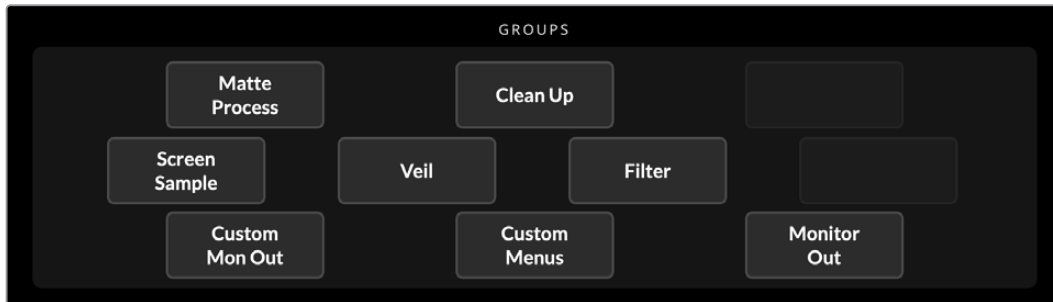 GROUPS
Matte
Process
Clean Up
Screen
Sample
Veil
Filter
Custom
Mon Out
Custom
Menus
Monitor
Out